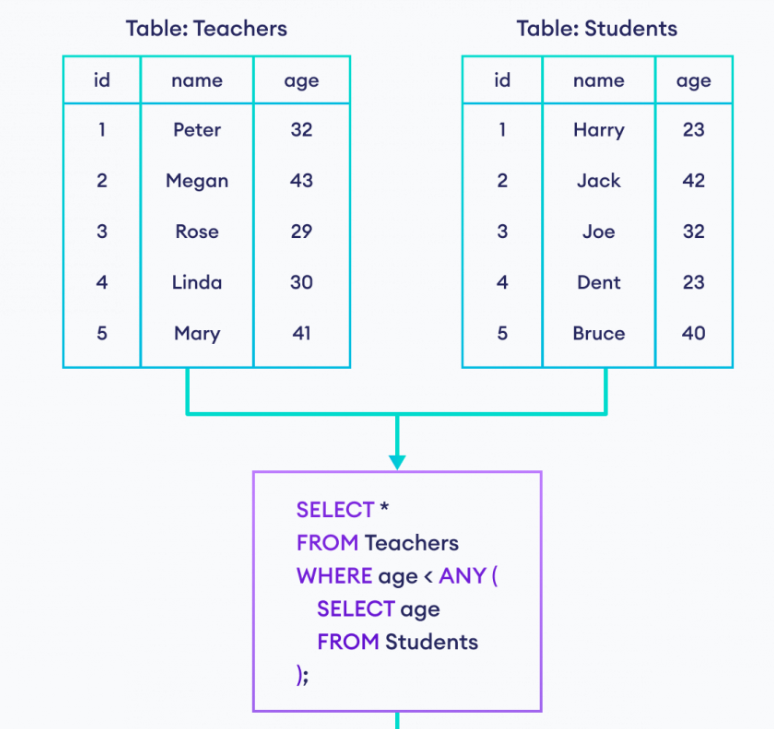 Table: Teachers
id name age
1 Peter 32
2 Megan 43
3 Rose 29
4 Linda 30
5 Mary 41
Table: Students
id name age
1 Harry 23
2 Jack 42
3 Joe 32
4 Dent 23
5 Bruce 40
SELECT *
FROM Teachers
WHERE age < ANY (
SELECT age
FROM Students
);